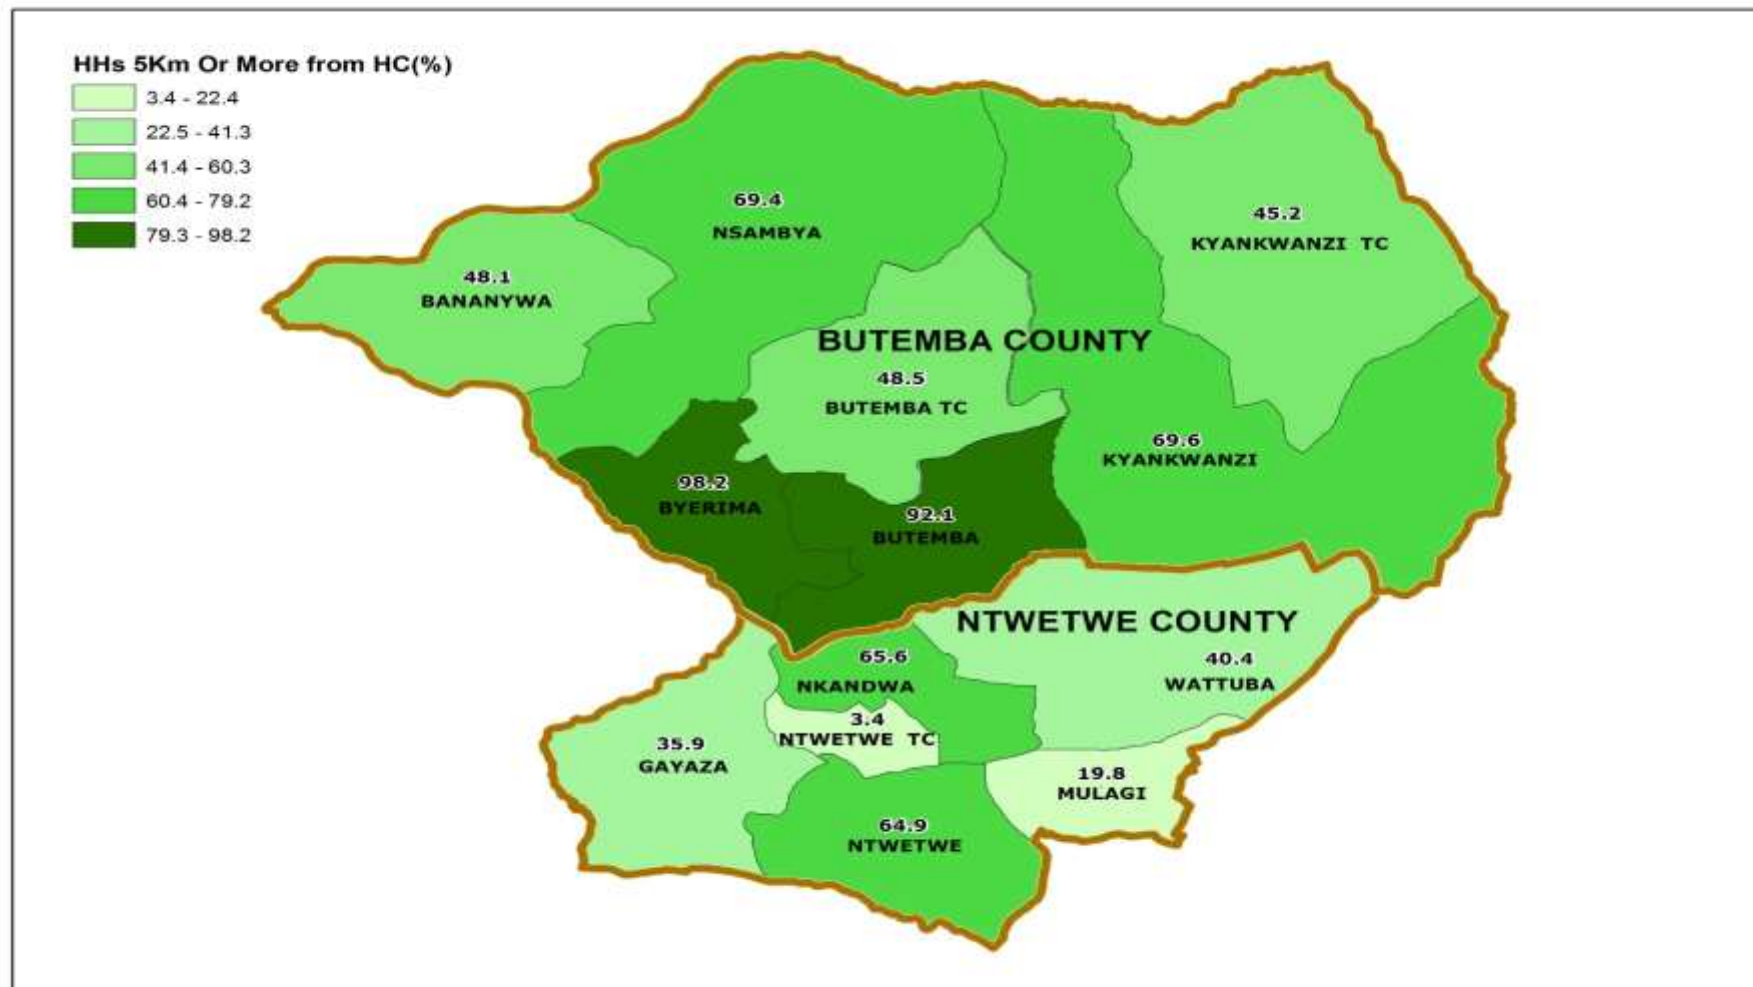 HHs 5Km Or More from HC(%)
3.4 - 22.4
22.5 - 41.3
41.4 - 60.3
60.4 - 79.2
79.3 - 98.2
69.4
NSAMBYA
45.2
KYANKWANZI TC
48.1
BANANYWA
BUTEMBA COUNTY
48.5
BUTEMBA TC
69.6
KYANKWANZI
98.2
BYERIMA
92.1
BUTEMBA
NTWETWE COUNTY
65.6
NKANDWA
40.4
WATTUBA
3.4
NTWETWE TC
35.9
GAYAZA
19.8
MULAGI
64.9
NTWETWE